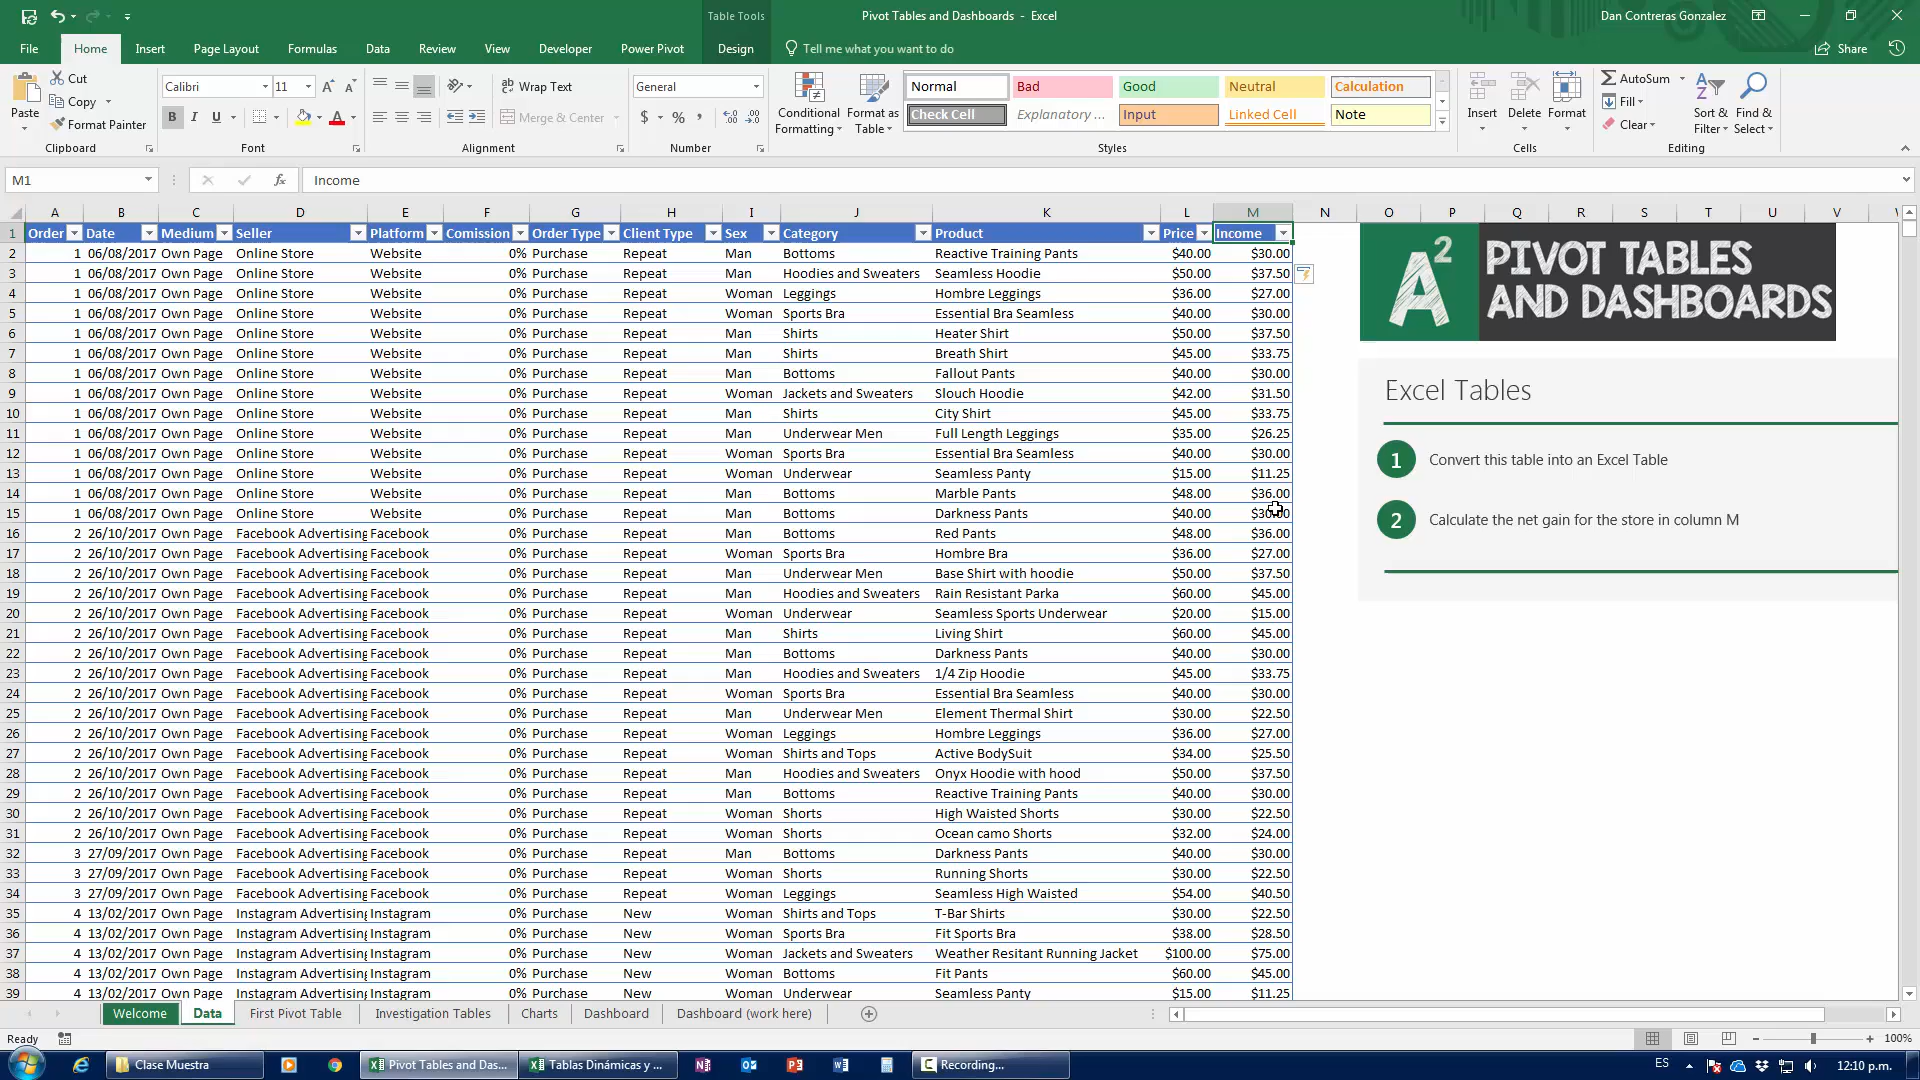 Table Tools
Pivot Tables and Dashboards - Excel
Dan Contreras Gonzalez
File Home Insert Page Layout Formulas Data Review View Developer Power Pivot Design Tell me what you want to do Share
Cut
Copy
Format Painter
Paste
Calibri 11
B I U
Wrap Text
Merge & Center
General
$ %
Conditional Formatting
Format as Table
Normal Bad Good Neutral Calculation
Check Cell Explanatory ... Input Linked Cell Note
Insert Delete Format
AutoSum
Fill
Clear
Sort & Filter
Find & Select
Clipboard Font Alignment Number Styles Cells Editing
M1 fx Income
A B C D E F G H I J K L M N O P Q R S T U V
1 Order Date Medium Seller Platform Comission Order Type Client Type Sex Category Product Price Income
2 1 06/08/2017 Own Page Online Store Website 0% Purchase Repeat Man Bottoms Reactive Training Pants $40.00 $30.00
3 1 06/08/2017 Own Page Online Store Website 0% Purchase Repeat Man Hoodies and Sweaters Seamless Hoodie $50.00 $37.50
4 1 06/08/2017 Own Page Online Store Website 0% Purchase Repeat Woman Leggings Hombre Leggings $36.00 $27.00
5 1 06/08/2017 Own Page Online Store Website 0% Purchase Repeat Woman Sports Bra Essential Bra Seamless $40.00 $30.00
6 1 06/08/2017 Own Page Online Store Website 0% Purchase Repeat Man Shirts Heater Shirt $50.00 $37.50
7 1 06/08/2017 Own Page Online Store Website 0% Purchase Repeat Man Shirts Breath Shirt $45.00 $33.75
8 1 06/08/2017 Own Page Online Store Website 0% Purchase Repeat Man Bottoms Fallout Pants $40.00 $30.00
9 1 06/08/2017 Own Page Online Store Website 0% Purchase Repeat Woman Jackets and Sweaters Slouch Hoodie $42.00 $31.50
10 1 06/08/2017 Own Page Online Store Website 0% Purchase Repeat Man Shirts City Shirt $45.00 $33.75
11 1 06/08/2017 Own Page Online Store Website 0% Purchase Repeat Man Underwear Men Full Length Leggings $35.00 $26.25
12 1 06/08/2017 Own Page Online Store Website 0% Purchase Repeat Woman Sports Bra Essential Bra Seamless $40.00 $30.00
13 1 06/08/2017 Own Page Online Store Website 0% Purchase Repeat Woman Underwear Seamless Panty $15.00 $11.25
14 1 06/08/2017 Own Page Online Store Website 0% Purchase Repeat Man Bottoms Marble Pants $48.00 $36.00
15 1 06/08/2017 Own Page Online Store Website 0% Purchase Repeat Man Bottoms Darkness Pants $40.00 $30.00
16 2 26/10/2017 Own Page Facebook Advertising Facebook 0% Purchase Repeat Man Bottoms Red Pants $48.00 $36.00
17 2 26/10/2017 Own Page Facebook Advertising Facebook 0% Purchase Repeat Woman Sports Bra Hombre Bra $36.00 $27.00
18 2 26/10/2017 Own Page Facebook Advertising Facebook 0% Purchase Repeat Man Underwear Men Base Shirt with hoodie $50.00 $37.50
19 2 26/10/2017 Own Page Facebook Advertising Facebook 0% Purchase Repeat Man Hoodies and Sweaters Rain Resistant Parka $60.00 $45.00
20 2 26/10/2017 Own Page Facebook Advertising Facebook 0% Purchase Repeat Woman Underwear Seamless Sports Underwear $20.00 $15.00
21 2 26/10/2017 Own Page Facebook Advertising Facebook 0% Purchase Repeat Man Shirts Living Shirt $60.00 $45.00
22 2 26/10/2017 Own Page Facebook Advertising Facebook 0% Purchase Repeat Man Bottoms Darkness Pants $40.00 $30.00
23 2 26/10/2017 Own Page Facebook Advertising Facebook 0% Purchase Repeat Man Hoodies and Sweaters 1/4 Zip Hoodie $45.00 $33.75
24 2 26/10/2017 Own Page Facebook Advertising Facebook 0% Purchase Repeat Woman Sports Bra Essential Bra Seamless $40.00 $30.00
25 2 26/10/2017 Own Page Facebook Advertising Facebook 0% Purchase Repeat Man Underwear Men Element Thermal Shirt $30.00 $22.50
26 2 26/10/2017 Own Page Facebook Advertising Facebook 0% Purchase Repeat Woman Leggings Hombre Leggings $36.00 $27.00
27 2 26/10/2017 Own Page Facebook Advertising Facebook 0% Purchase Repeat Woman Shirts and Tops Active BodySuit $34.00 $25.50
28 2 26/10/2017 Own Page Facebook Advertising Facebook 0% Purchase Repeat Man Hoodies and Sweaters Onyx Hoodie with hood $50.00 $37.50
29 2 26/10/2017 Own Page Facebook Advertising Facebook 0% Purchase Repeat Man Bottoms Reactive Training Pants $40.00 $30.00
30 2 26/10/2017 Own Page Facebook Advertising Facebook 0% Purchase Repeat Woman Shorts High Waisted Shorts $30.00 $22.50
31 2 26/10/2017 Own Page Facebook Advertising Facebook 0% Purchase Repeat Woman Shorts Ocean camo Shorts $32.00 $24.00
32 3 27/09/2017 Own Page Facebook Advertising Facebook 0% Purchase Repeat Man Bottoms Darkness Pants $40.00 $30.00
33 3 27/09/2017 Own Page Facebook Advertising Facebook 0% Purchase Repeat Woman Shorts Running Shorts $30.00 $22.50
34 3 27/09/2017 Own Page Facebook Advertising Facebook 0% Purchase Repeat Woman Leggings Seamless High Waisted $54.00 $40.50
35 4 13/02/2017 Own Page Instagram Advertising Instagram 0% Purchase New Woman Shirts and Tops T-Bar Shirts $30.00 $22.50
36 4 13/02/2017 Own Page Instagram Advertising Instagram 0% Purchase New Woman Sports Bra Fit Sports Bra $38.00 $28.50
37 4 13/02/2017 Own Page Instagram Advertising Instagram 0% Purchase New Woman Jackets and Sweaters Weather Resitant Running Jacket $100.00 $75.00
38 4 13/02/2017 Own Page Instagram Advertising Instagram 0% Purchase New Woman Bottoms Fit Pants $60.00 $45.00
39 4 13/02/2017 Own Page Instagram Advertising Instagram 0% Purchase New Woman Underwear Seamless Panty $15.00 $11.25
A2 PIVOT TABLES
AND DASHBOARDS
Excel Tables
1 Convert this table into an Excel Table
2 Calculate the net gain for the store in column M
Welcome Data First Pivot Table Investigation Tables Charts Dashboard Dashboard (work here)
Ready 100%
Clase Muestra Pivot Tables and Das... Tablas Dinámicas y ... Recording... ES 12:10 p.m.